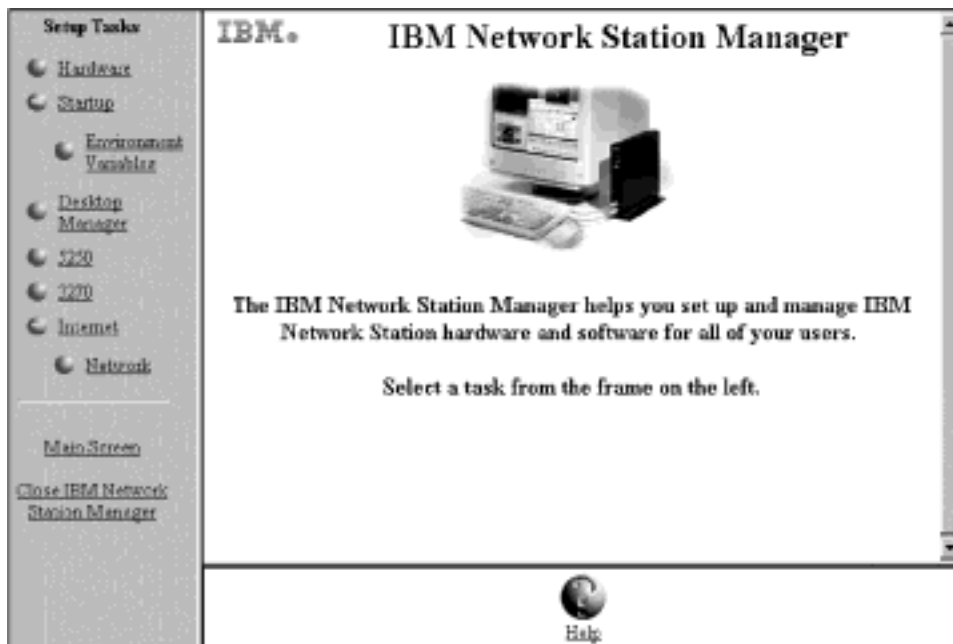 Setup Tasks
Hardware
Startup
Environment
Variables
Desktop
Manager
5250
3270
Internet
Network
Main Screen
Close IBM Network
Station Manager
IBM®
IBM Network Station Manager
The IBM Network Station Manager helps you set up and manage IBM
Network Station hardware and software for all of your users.
Select a task from the frame on the left.
Help